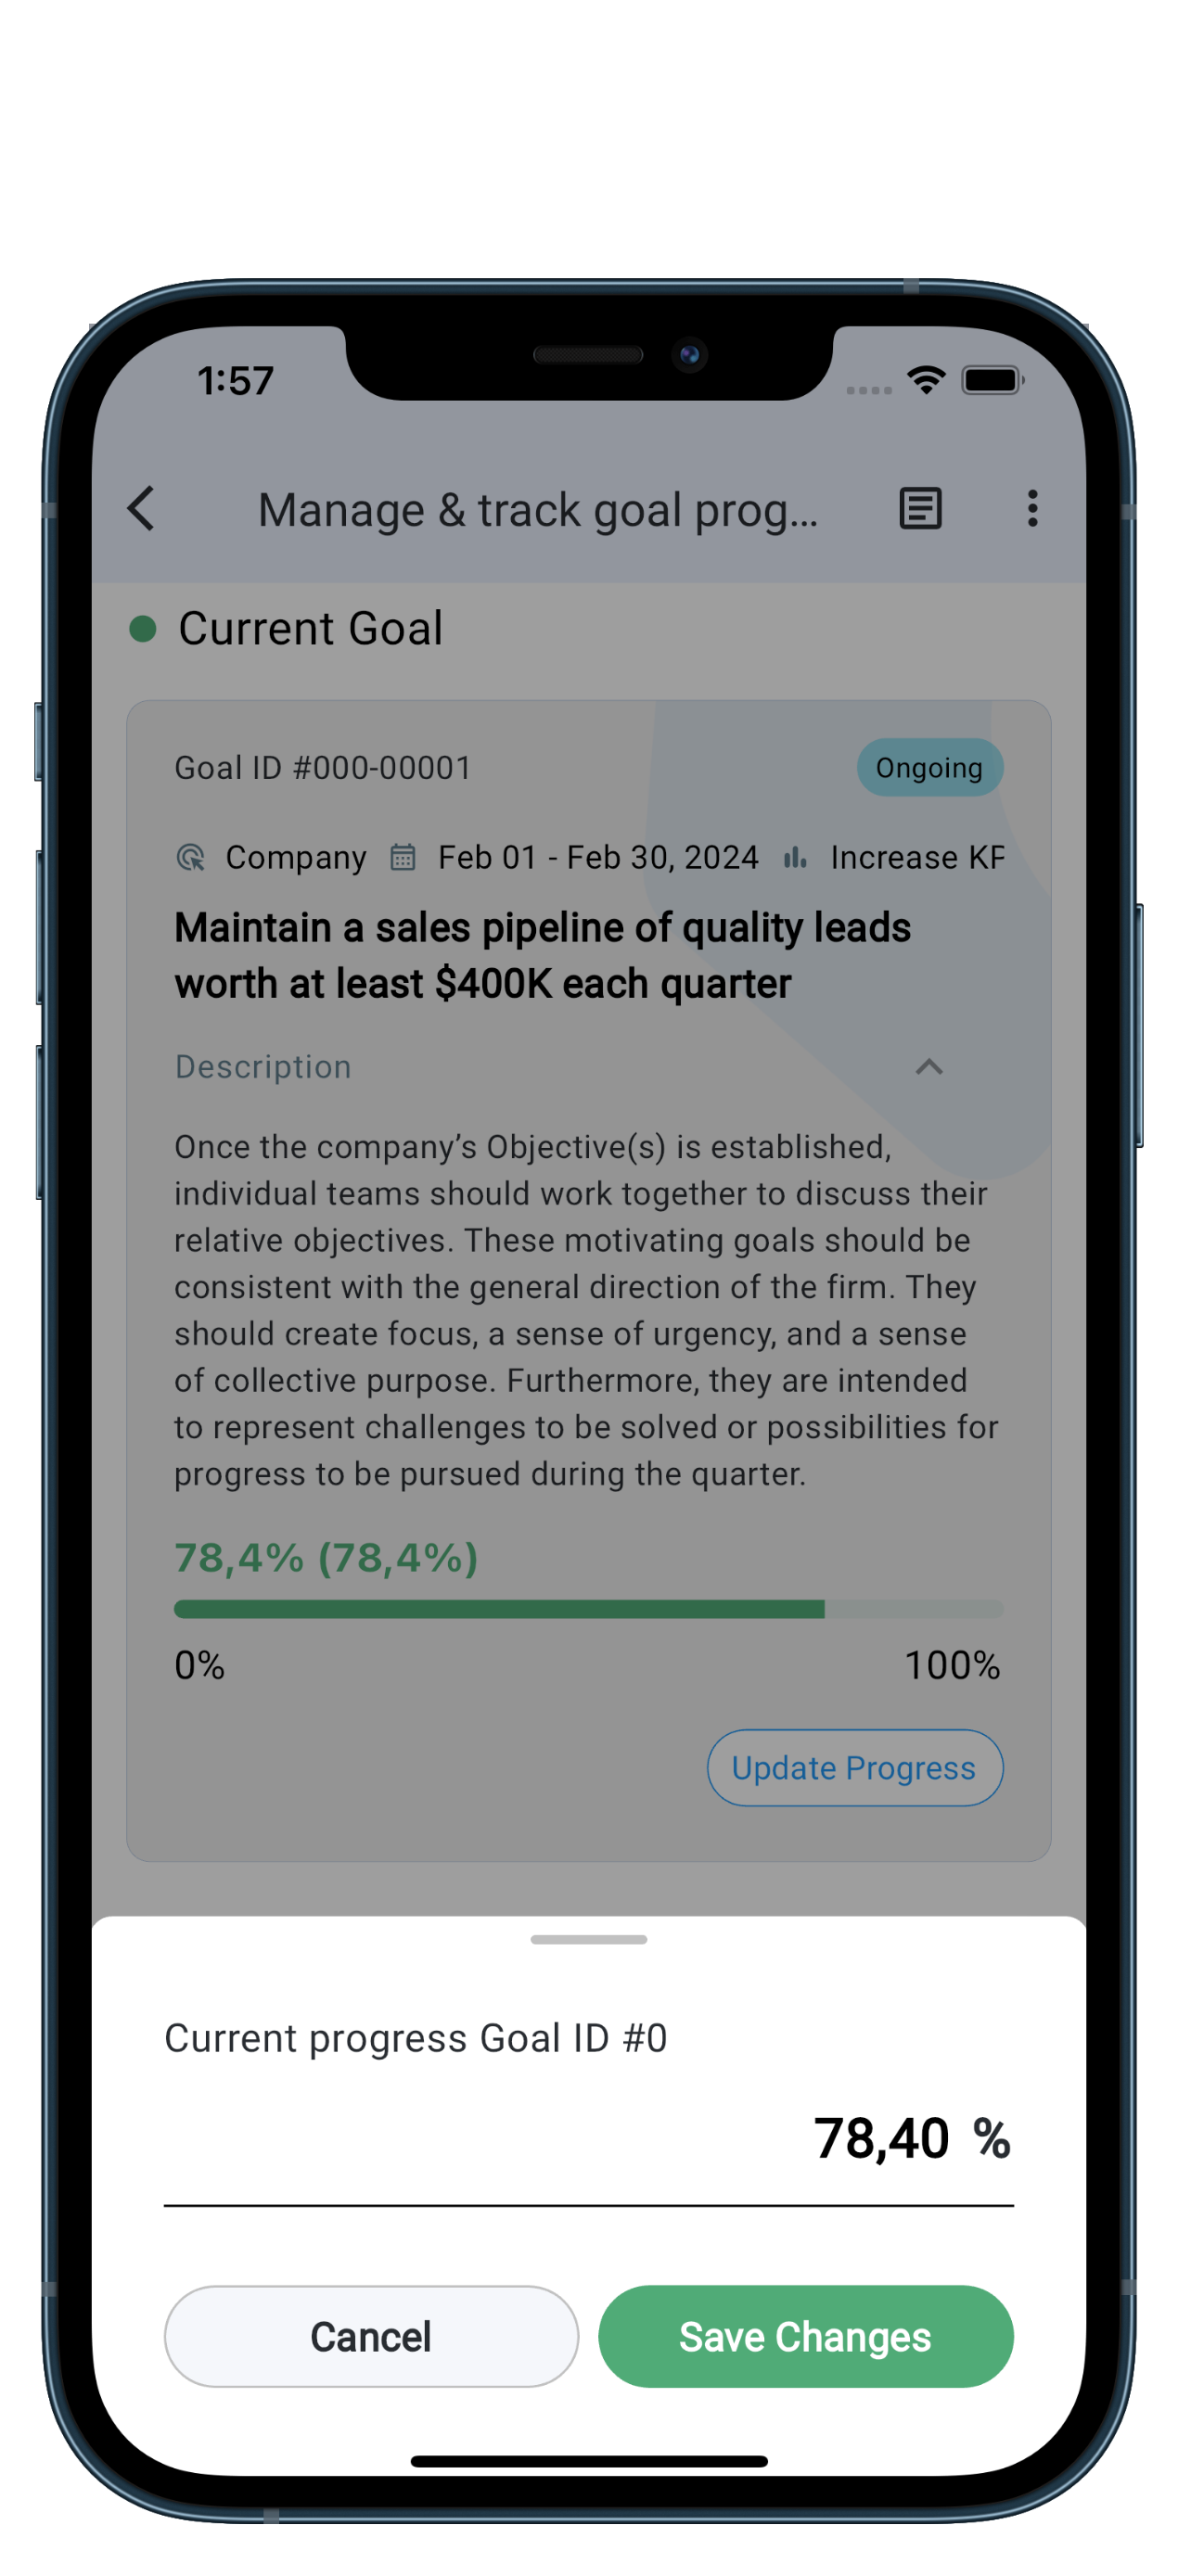 1:57
Manage & track goal prog...
Current Goal
Goal ID #000-00001
Ongoing
Company Feb 01 - Feb 30, 2024 Increase KP
Maintain a sales pipeline of quality leads
worth at least $400K each quarter
Description
Once the company’s Objective(s) is established,
individual teams should work together to discuss their
relative objectives. These motivating goals should be
consistent with the general direction of the firm. They
should create focus, a sense of urgency, and a sense
of collective purpose. Furthermore, they are intended
to represent challenges to be solved or possibilities for
progress to be pursued during the quarter.
78,4% (78,4%)
0% 100%
Update Progress
Current progress Goal ID #0
78,40 %
Cancel Save Changes